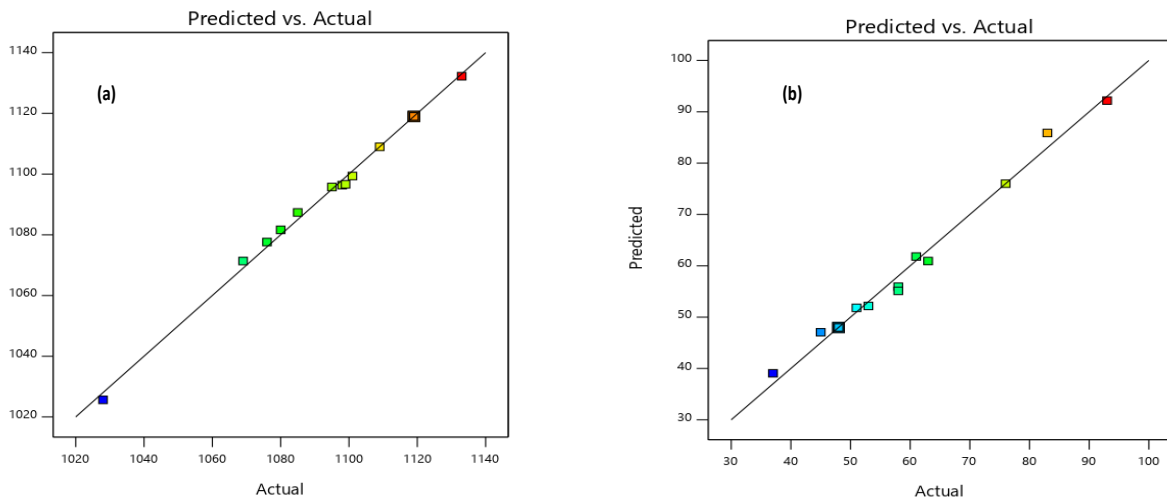 Predicted vs. Actual
1140
1120
1100
1080
1060
1040
1020
(a)
1020 1040 1060 1080 1100 1120 1140
Actual
Predicted vs. Actual
100
90
80
70
60
50
40
30
Predicted
(b)
30 40 50 60 70 80 90 100
Actual